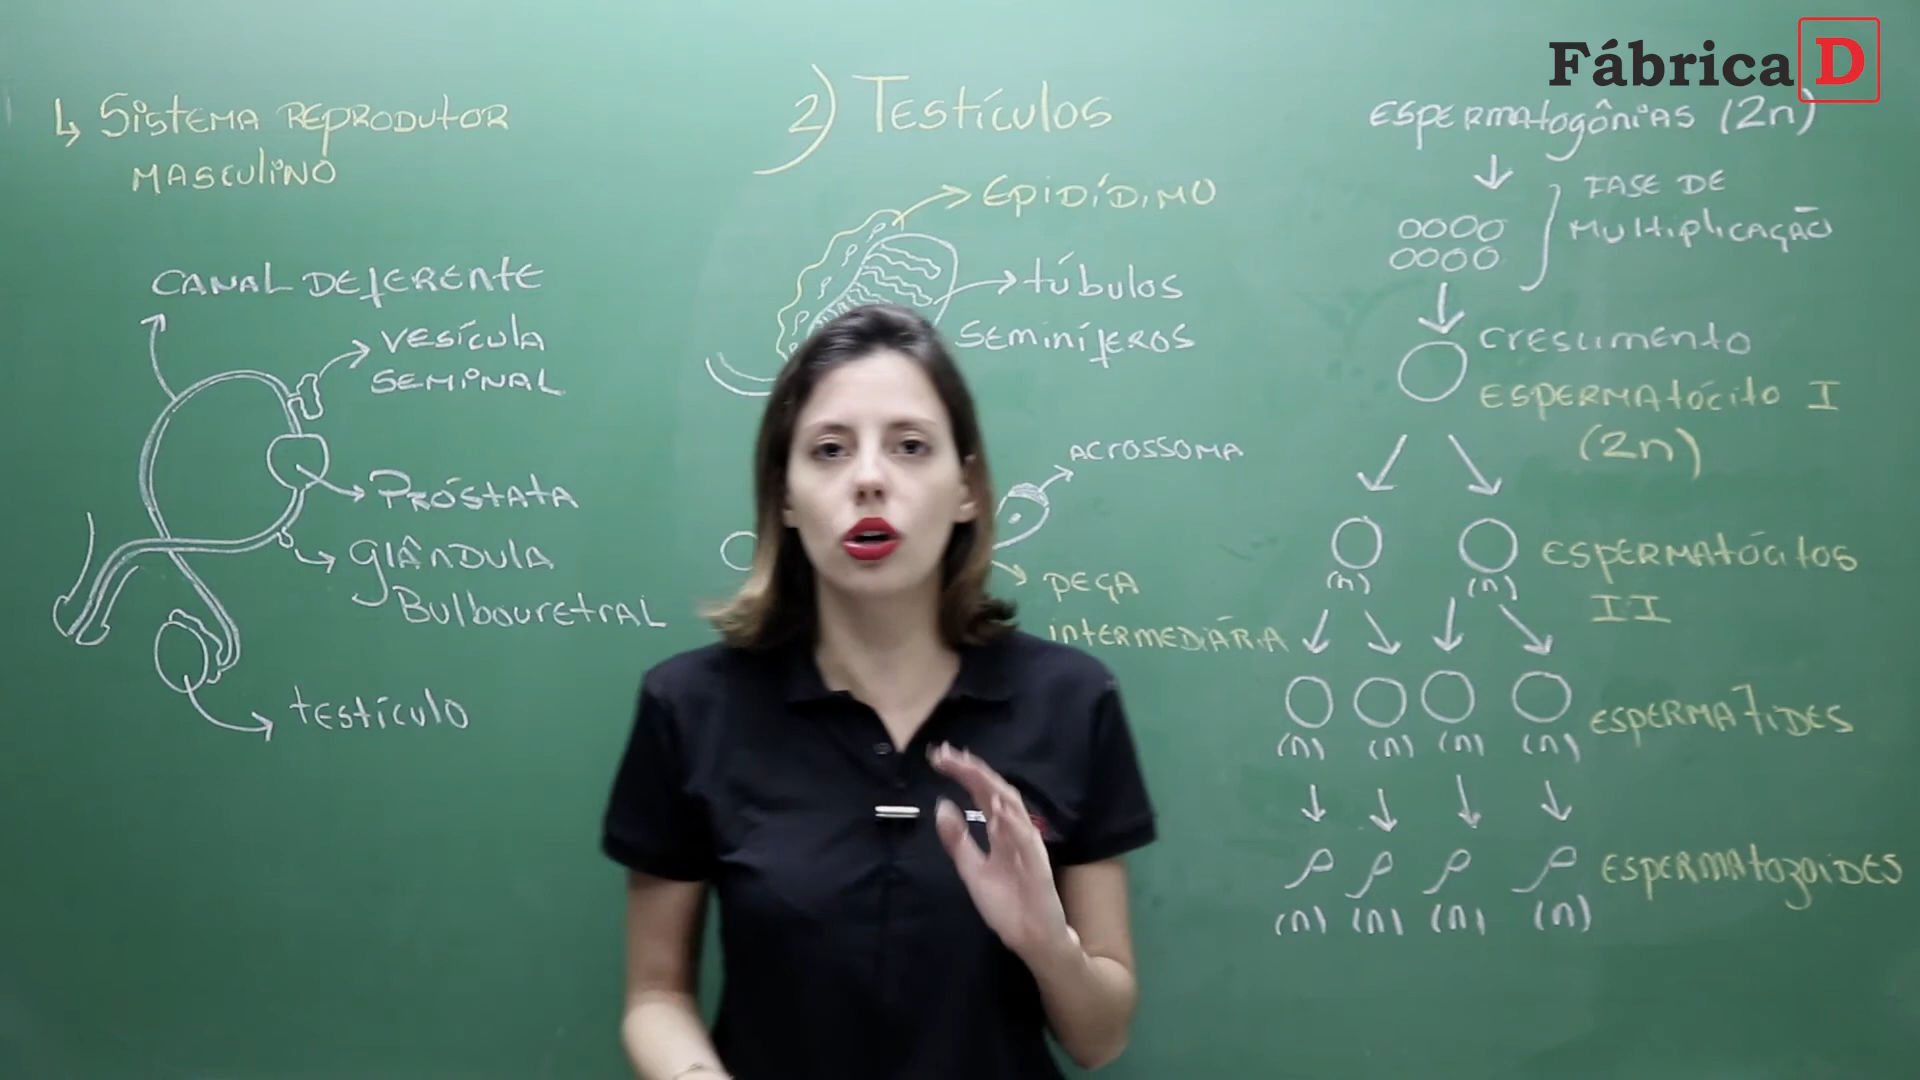 Fábrica D
↳ SISTEMA REPRODUTOR
MASCULINO
CANAL DEFERENTE
VESÍCULA
SEMINAL
PRÓSTATA
GLÂNDULA
BULBOURETRAL
TESTÍCULO
2) TESTÍCULOS
EPIDÍDIMO
TÚBULOS
SEMINÍFEROS
ACROSSOMA
PEÇA
INTERMEDIÁRIA
ESPERMATOGÔNIAS (2n)
FASE DE
MULTIPLICAÇÃO
CRESCIMENTO
ESPERMATÓCITO I
(2n)
ESPERMATÓCITOS
II
(n) (n)
ESPERMATIDES
(n) (n) (n) (n)
ESPERMATOZOIDES
(n) (n) (n) (n)